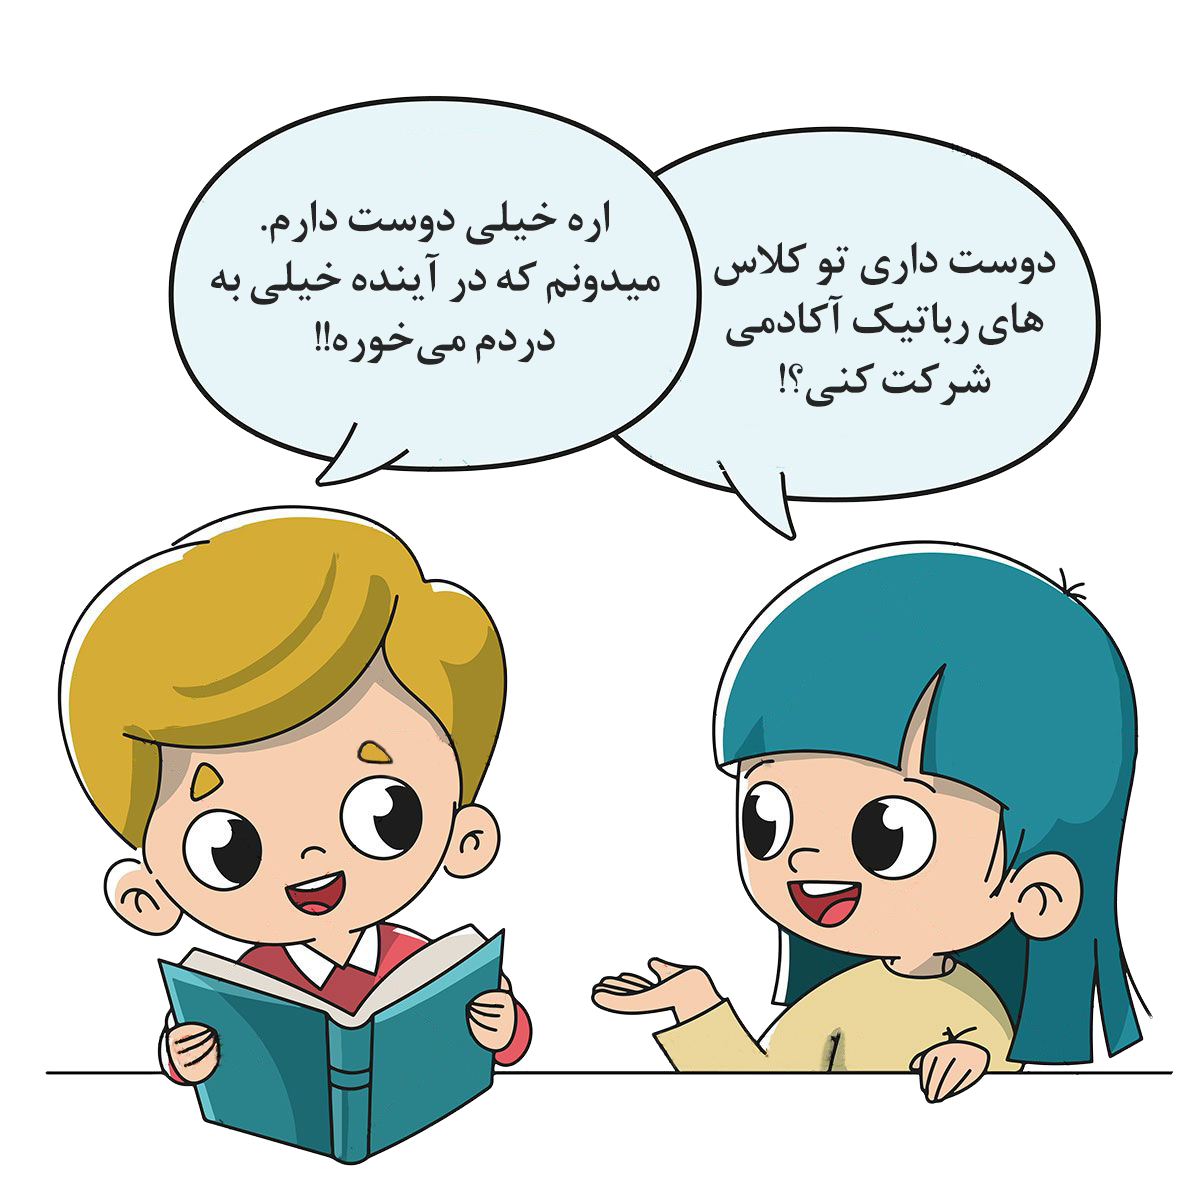 دوست داری تو کلاس
های رباتیک آکادمی
شرکت کنی؟!
اره خیلی دوست دارم.
میدونم که در آینده خیلی به
دردم می‌خوره!!